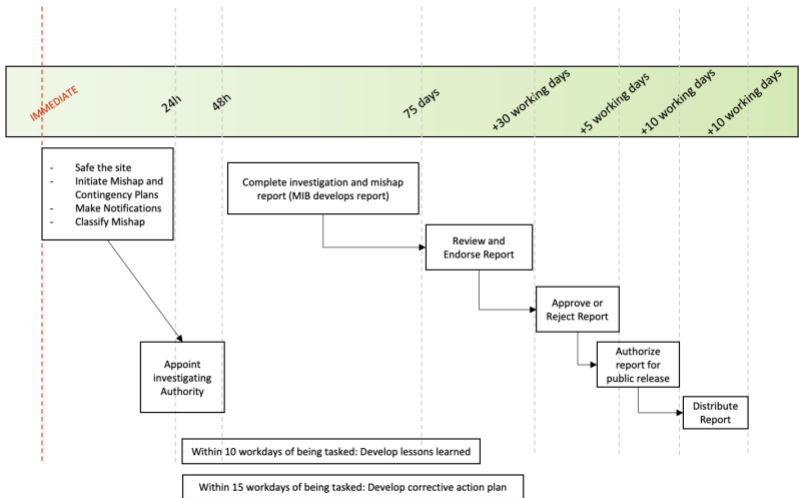 IMMEDIATE
24h
48h
75 days
+30 working days
+5 working days
+10 working days
+10 working days
- Safe the site
- Initiate Mishap and
Contingency Plans
- Make Notifications
- Classify Mishap
Complete investigation and mishap
report (MIB develops report)
Review and
Endorse Report
Approve or
Reject Report
Appoint
investigating
Authority
Authorize
report for
public release
Distribute
Report
Within 10 workdays of being tasked: Develop lessons learned
Within 15 workdays of being tasked: Develop corrective action plan